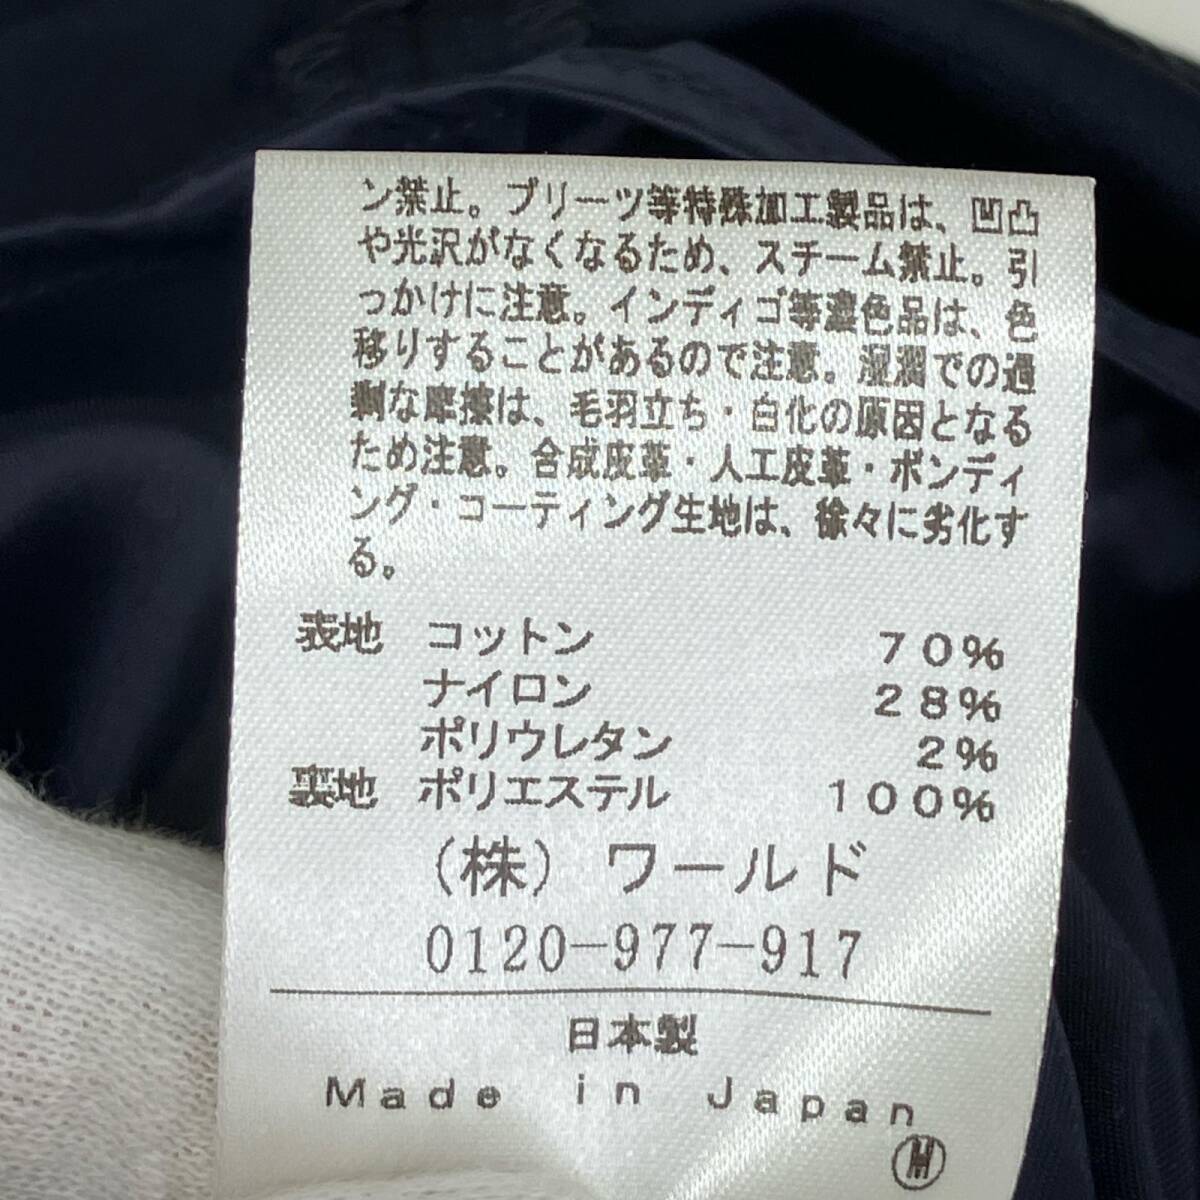 ン禁止。プリーツ等特殊加工製品は、凹凸
や光沢がなくなるため、スチーム禁止。引
っかけに注意。インディゴ等濃色品は、色
移りすることがあるので注意。湿潤での過
剰な摩擦は、毛羽立ち・白化の原因となる
ため注意。合成皮革・人工皮革・ボンディ
ング・コーティング生地は、徐々に劣化す
る。
表地 コットン 70%
ナイロン 28%
ポリウレタン 2%
裏地 ポリエステル 100%
(株) ワールド
0120-977-917
日本製
Made in Japan
M